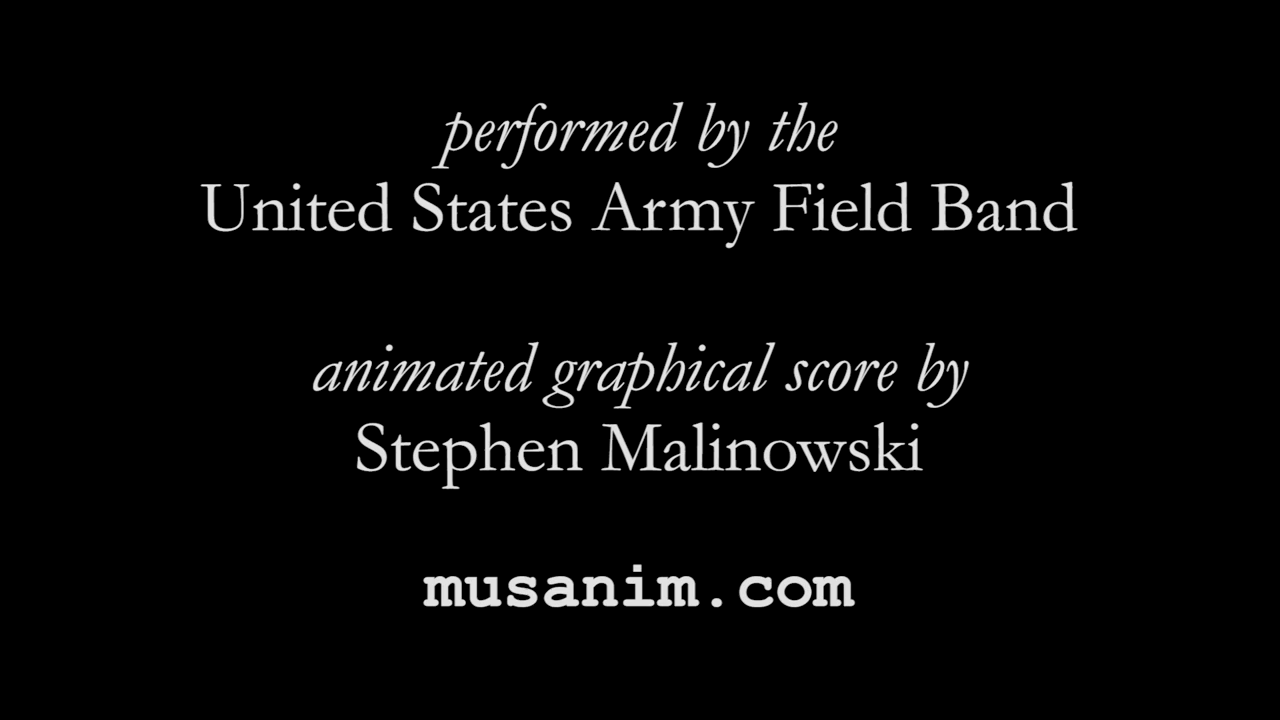 performed by the
United States Army Field Band
animated graphical score by
Stephen Malinowski
musanim.com